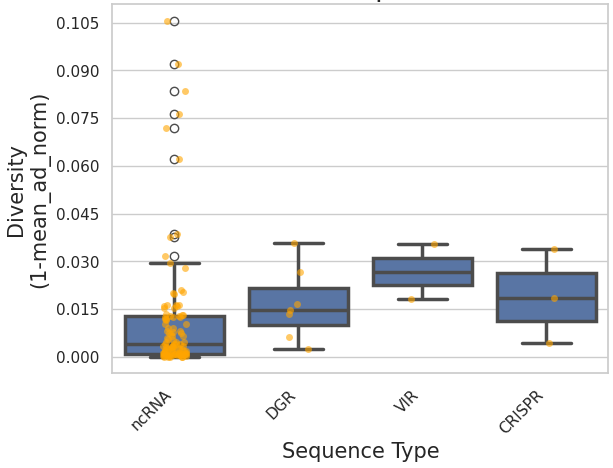 0.105
0.090
0.075
0.060
0.045
0.030
0.015
0.000
Diversity
(1-mean_ad_norm)
ncRNA
DGR
VIR
CRISPR
Sequence Type